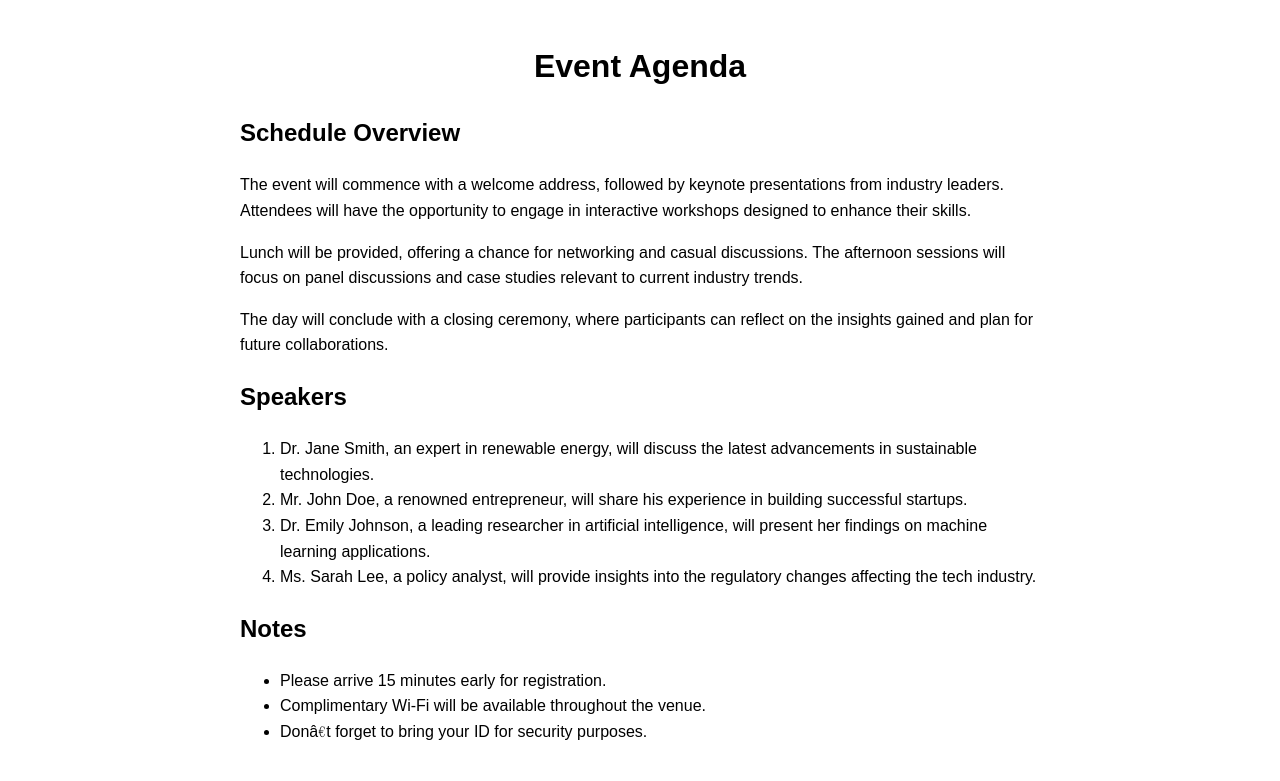 Event Agenda
Schedule Overview
The event will commence with a welcome address, followed by keynote presentations from industry leaders.
Attendees will have the opportunity to engage in interactive workshops designed to enhance their skills.
Lunch will be provided, offering a chance for networking and casual discussions. The afternoon sessions will
focus on panel discussions and case studies relevant to current industry trends.
The day will conclude with a closing ceremony, where participants can reflect on the insights gained and plan for
future collaborations.
Speakers
1. Dr. Jane Smith, an expert in renewable energy, will discuss the latest advancements in sustainable
technologies.
2. Mr. John Doe, a renowned entrepreneur, will share his experience in building successful startups.
3. Dr. Emily Johnson, a leading researcher in artificial intelligence, will present her findings on machine
learning applications.
4. Ms. Sarah Lee, a policy analyst, will provide insights into the regulatory changes affecting the tech industry.
Notes
• Please arrive 15 minutes early for registration.
• Complimentary Wi-Fi will be available throughout the venue.
• Donâ€t forget to bring your ID for security purposes.